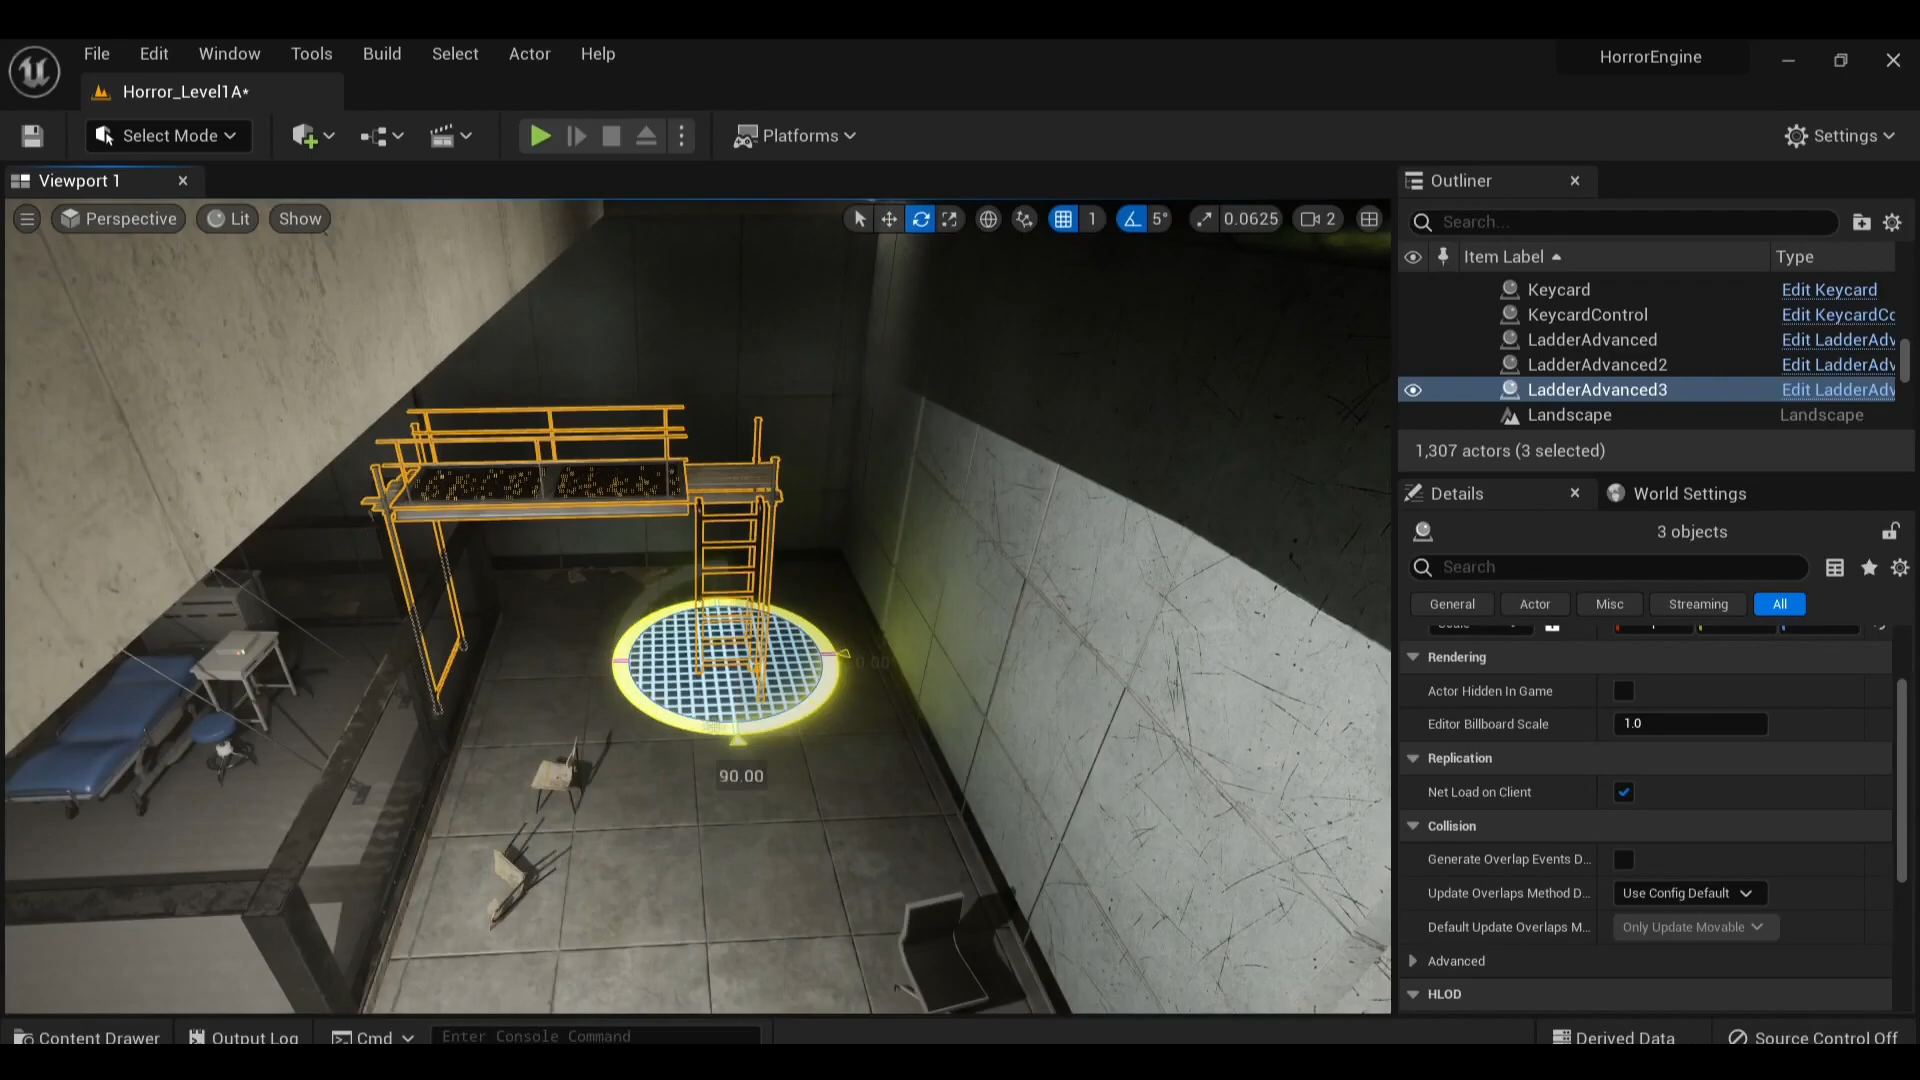 File Edit Window Tools Build Select Actor Help
HorrorEngine
Horror_Level1A*
Select Mode
Platforms
Settings
Viewport 1
Outliner
Perspective
Lit
Show
1
5°
0.0625
2
Search...
Item Label
Type
Keycard
Edit Keycard
KeycardControl
Edit KeycardCo
LadderAdvanced
Edit LadderAdv
LadderAdvanced2
Edit LadderAdv
LadderAdvanced3
Edit LadderAdv
Landscape
Landscape
1,307 actors (3 selected)
Details
World Settings
3 objects
Search
General
Actor
Misc
Streaming
All
Rendering
Actor Hidden In Game
Editor Billboard Scale
1.0
Replication
Net Load on Client
Collision
Generate Overlap Events D...
Update Overlaps Method D...
Use Config Default
Default Update Overlaps M...
Only Update Movable
Advanced
HLOD
0.00
90.00
Content Drawer
Output Log
Cmd
Enter Console Command
Derived Data
Source Control Off